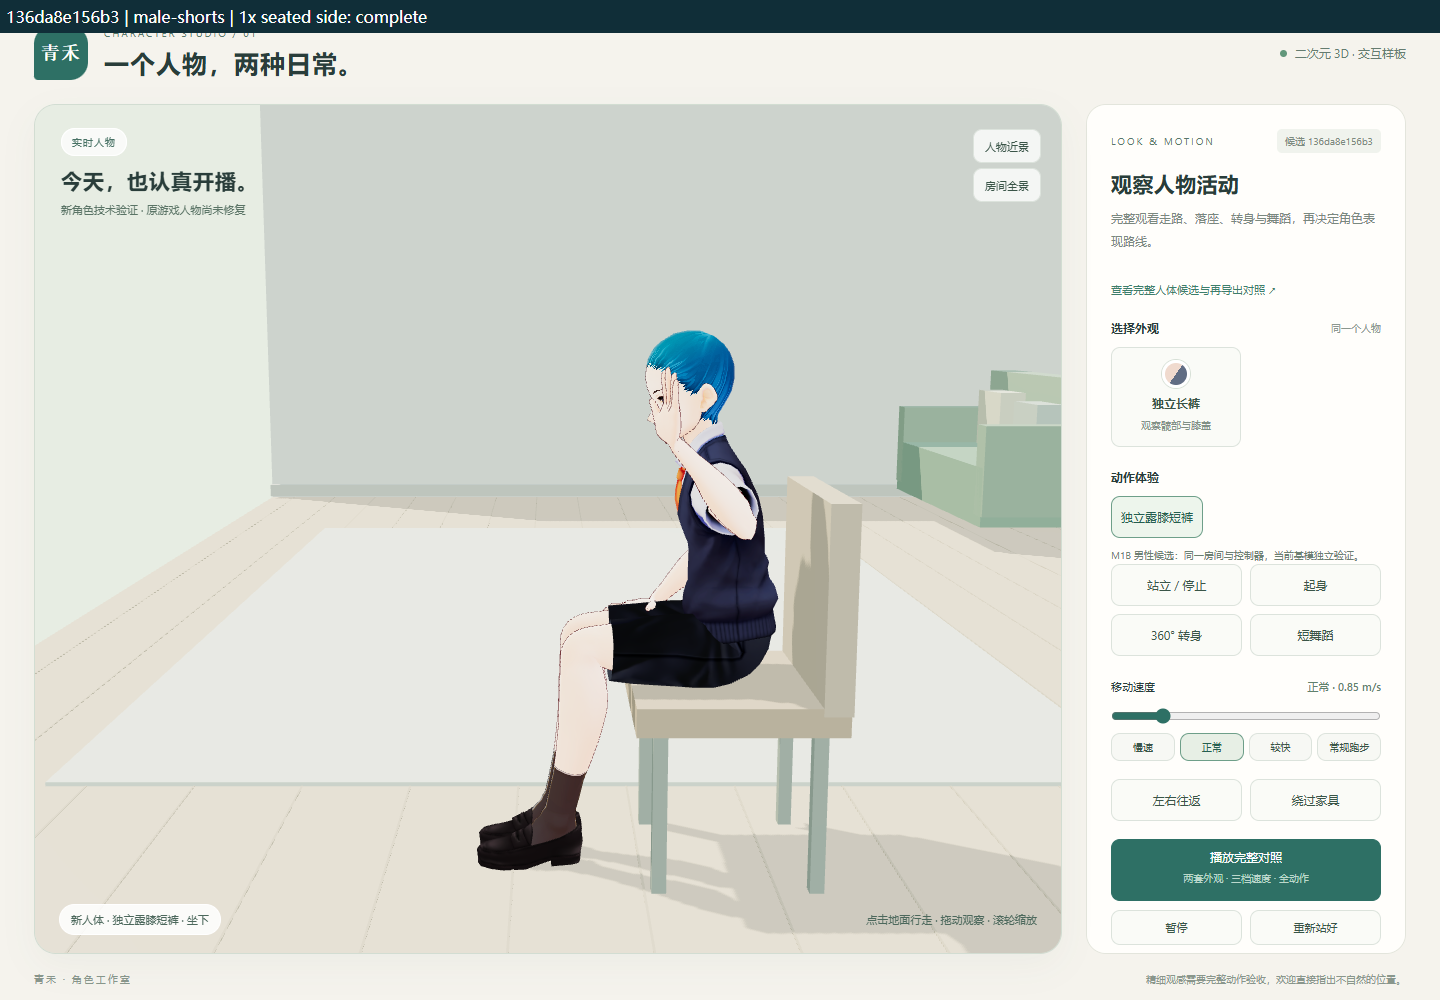 136da8e156b3 | male-shorts | 1x seated side: complete
青禾
CHARACTER STUDIO / 01
一个人物，两种日常。
二次元 3D · 交互样板
实时人物
今天，也认真开播。
新角色技术验证 · 原游戏人物尚未修复
人物近景
房间全景
新人体 · 独立露膝短裤 · 坐下
点击地面行走 · 拖动观察 · 滚轮缩放
LOOK & MOTION
候选 136da8e156b3
观察人物活动
完整观看走路、落座、转身与舞蹈，再决定角色表
现路线。
查看完整人体候选与再导出对照 ↗
选择外观
同一个人物
独立长裤
观察髋部与膝盖
动作体验
独立露膝短裤
M1B 男性候选：同一房间与控制器，当前基模独立验证。
站立 / 停止
起身
360° 转身
短舞蹈
移动速度
正常 · 0.85 m/s
慢速
正常
较快
常规跑步
左右往返
绕过家具
播放完整对照
两套外观 · 三档速度 · 全动作
暂停
重新站好
青禾 · 角色工作室
精细观感需要完整动作验收，欢迎直接指出不自然的位置。